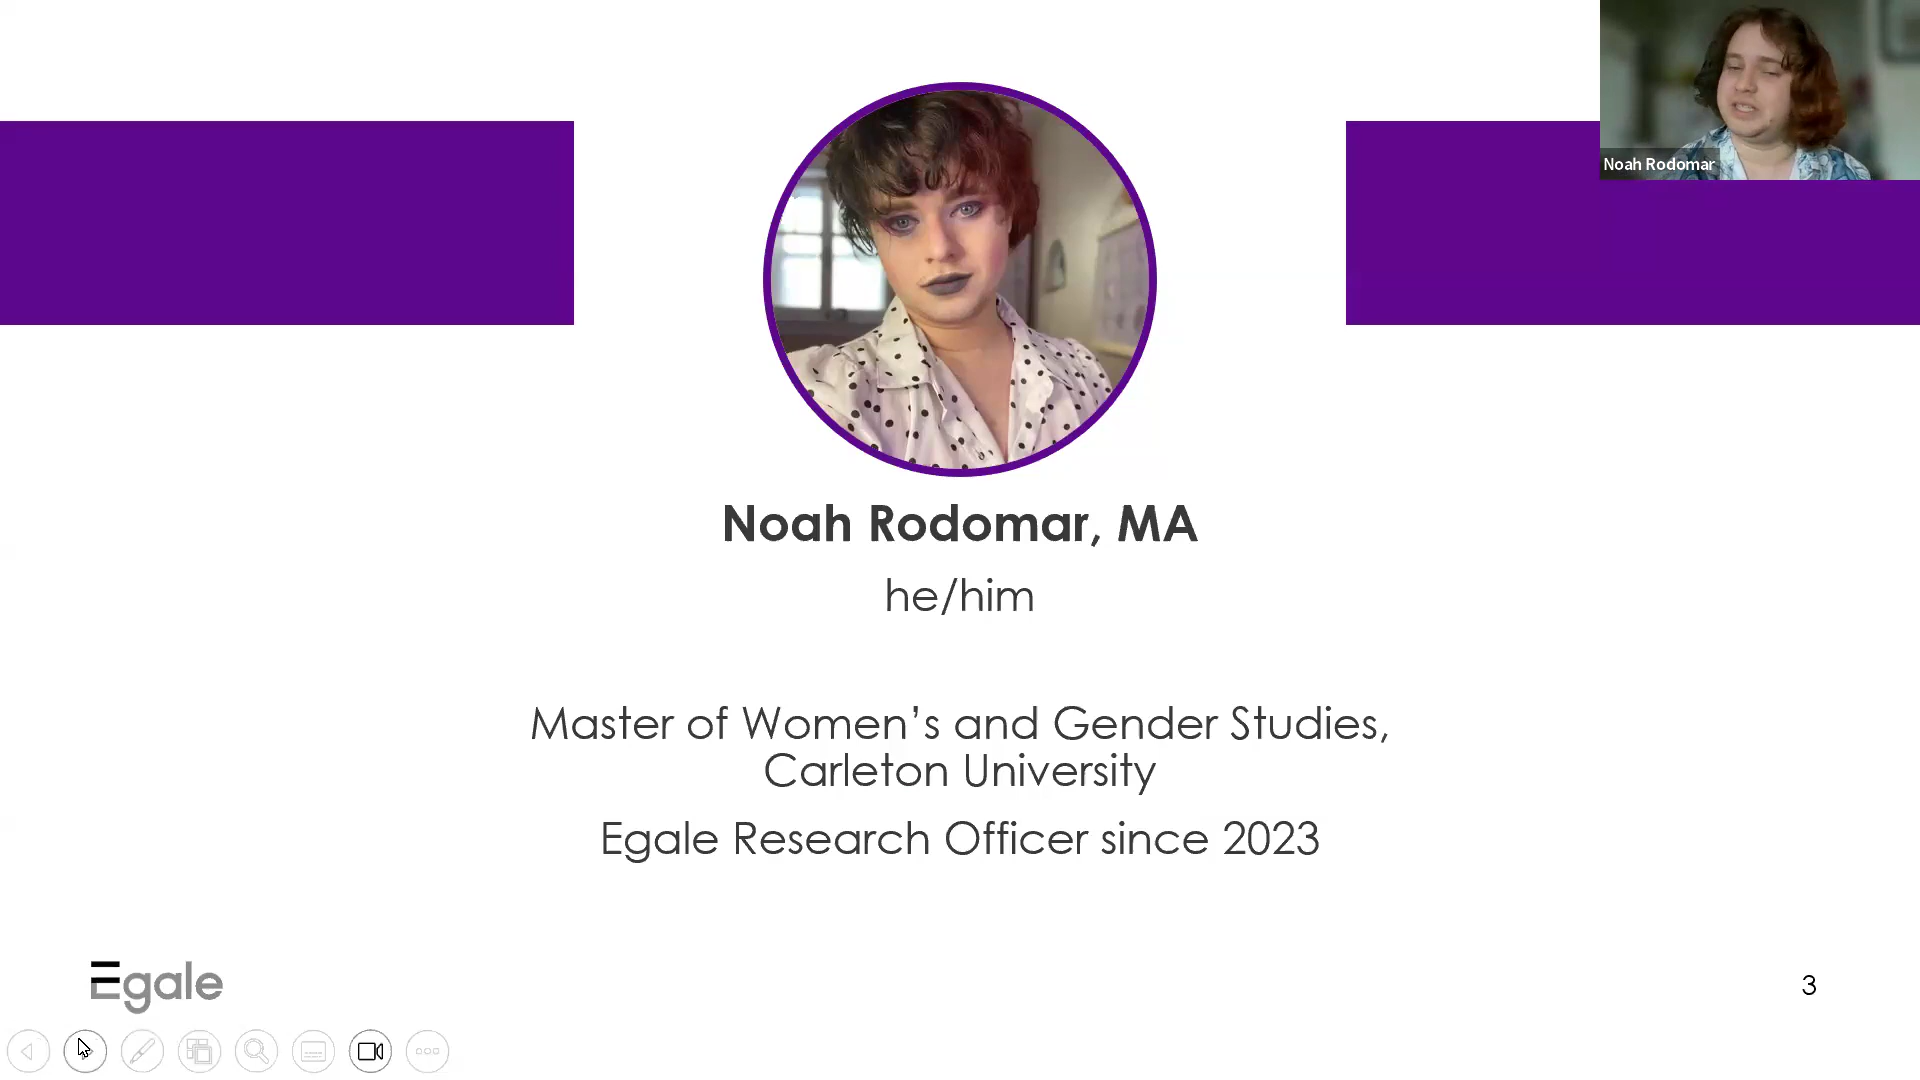 Noah Rodomar
Noah Rodomar, MA
he/him
Master of Women’s and Gender Studies,
Carleton University
Egale Research Officer since 2023
Egale
3